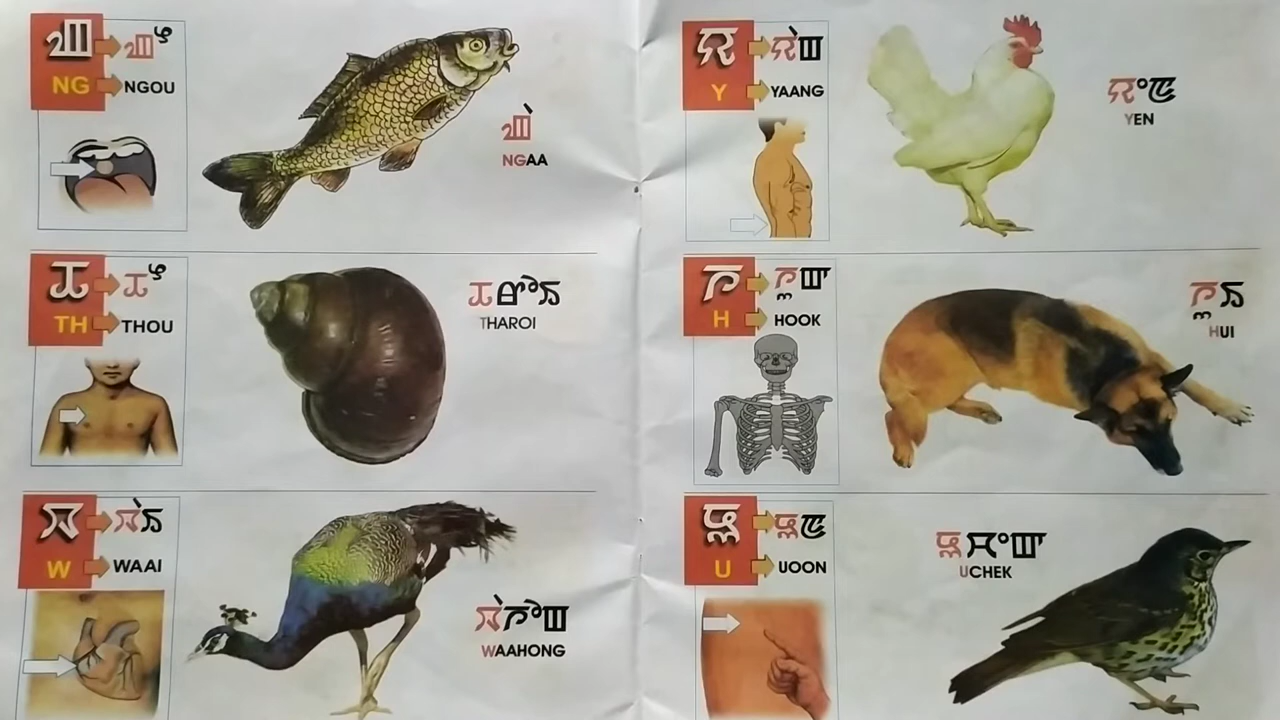 ꯉ ꯉꯧ
NG NGOU
ꯉꯥ
NGAA
ꯊ ꯊꯧ
TH THOU
ꯊꯔꯣꯢ
THAROI
ꯋ ꯋꯥꯢ
W WAAI
ꯋꯥꯍꯣꯡ
WAAHONG
ꯌ ꯌꯥꯡ
Y YAANG
ꯌꯦꯟ
YEN
ꯍ ꯍꯨꯛ
H HOOK
ꯍꯨꯢ
HUI
ꯎ ꯎꯟ
U UOON
ꯎꯆꯦꯛ
UCHEK